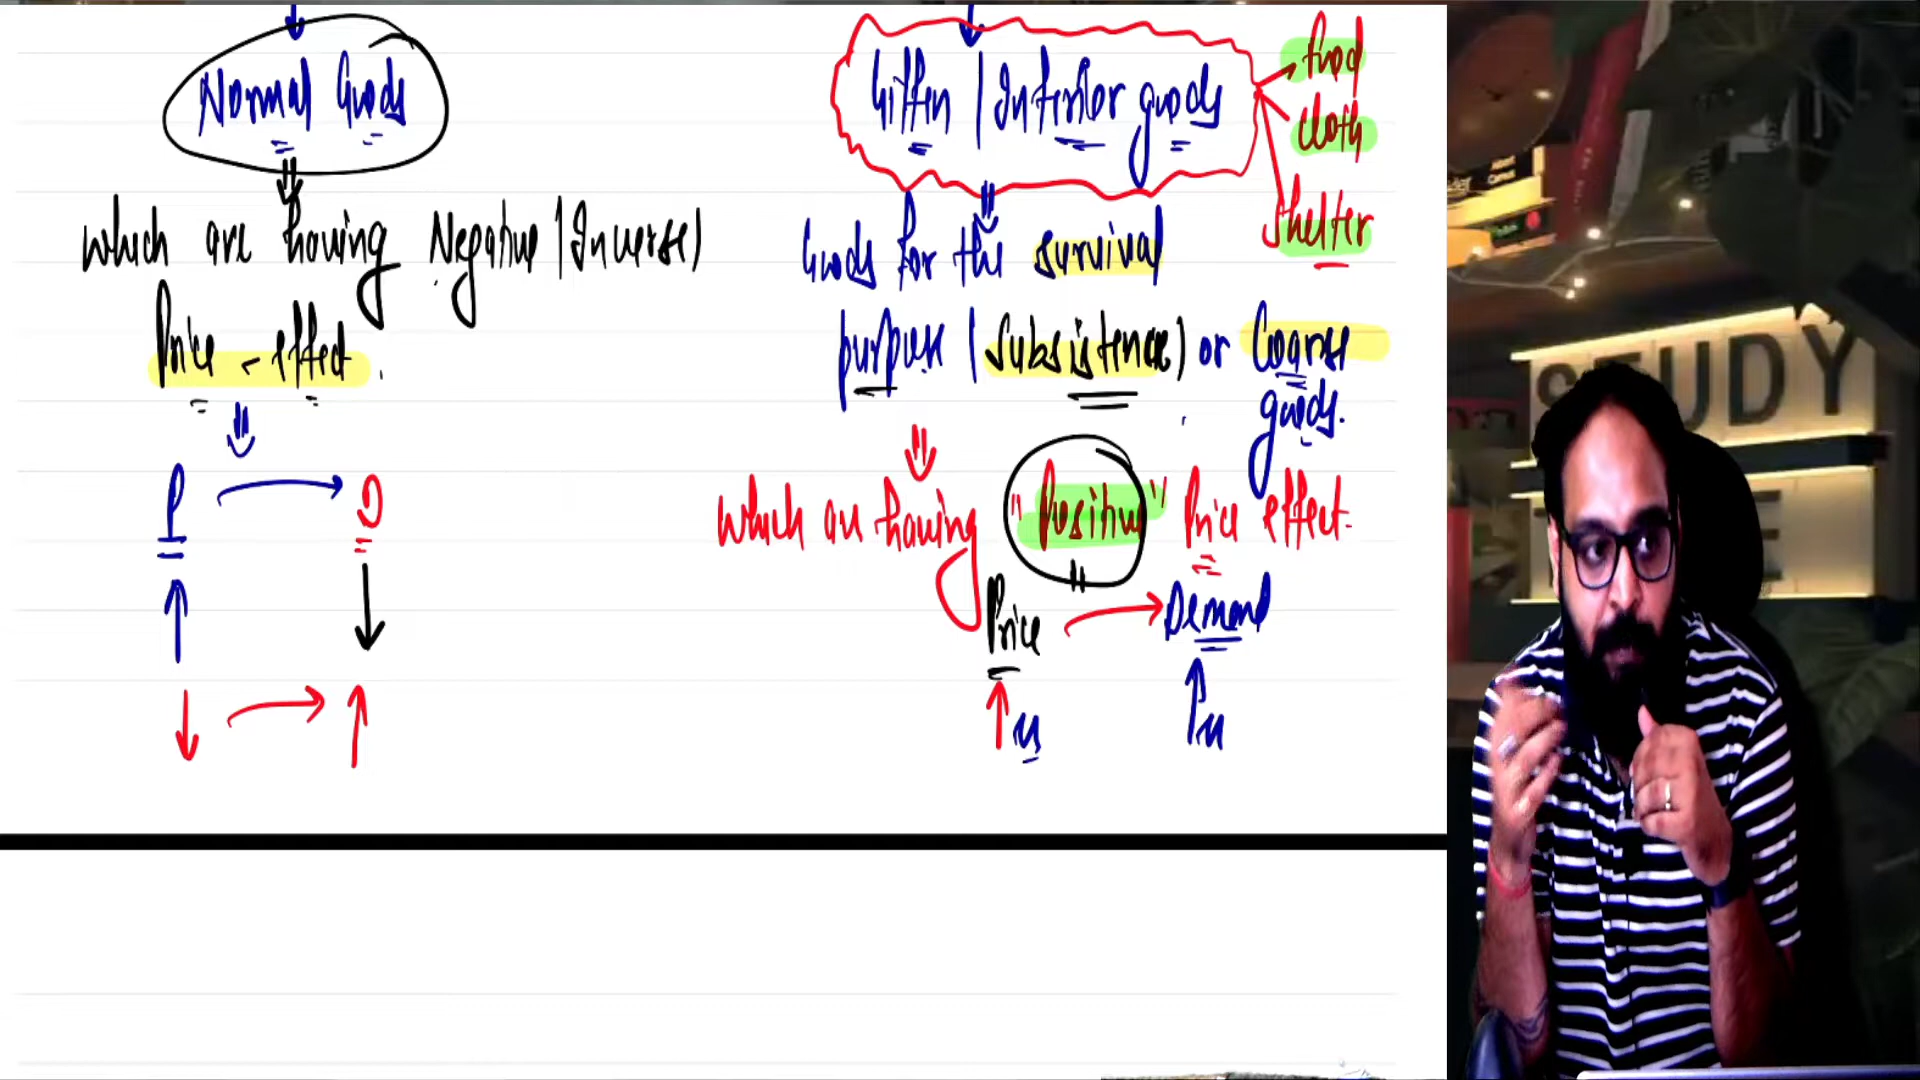 Normal Goods
which are having Negative (Inverse)
Price-effect.
P D
Giffen | Inferior goods
food
cloth
Shelter
Goods for the survival
purpose (Subsistence) or Coarse
goods.
which are having "Positive" Price effect.
Price Demand
STUDY